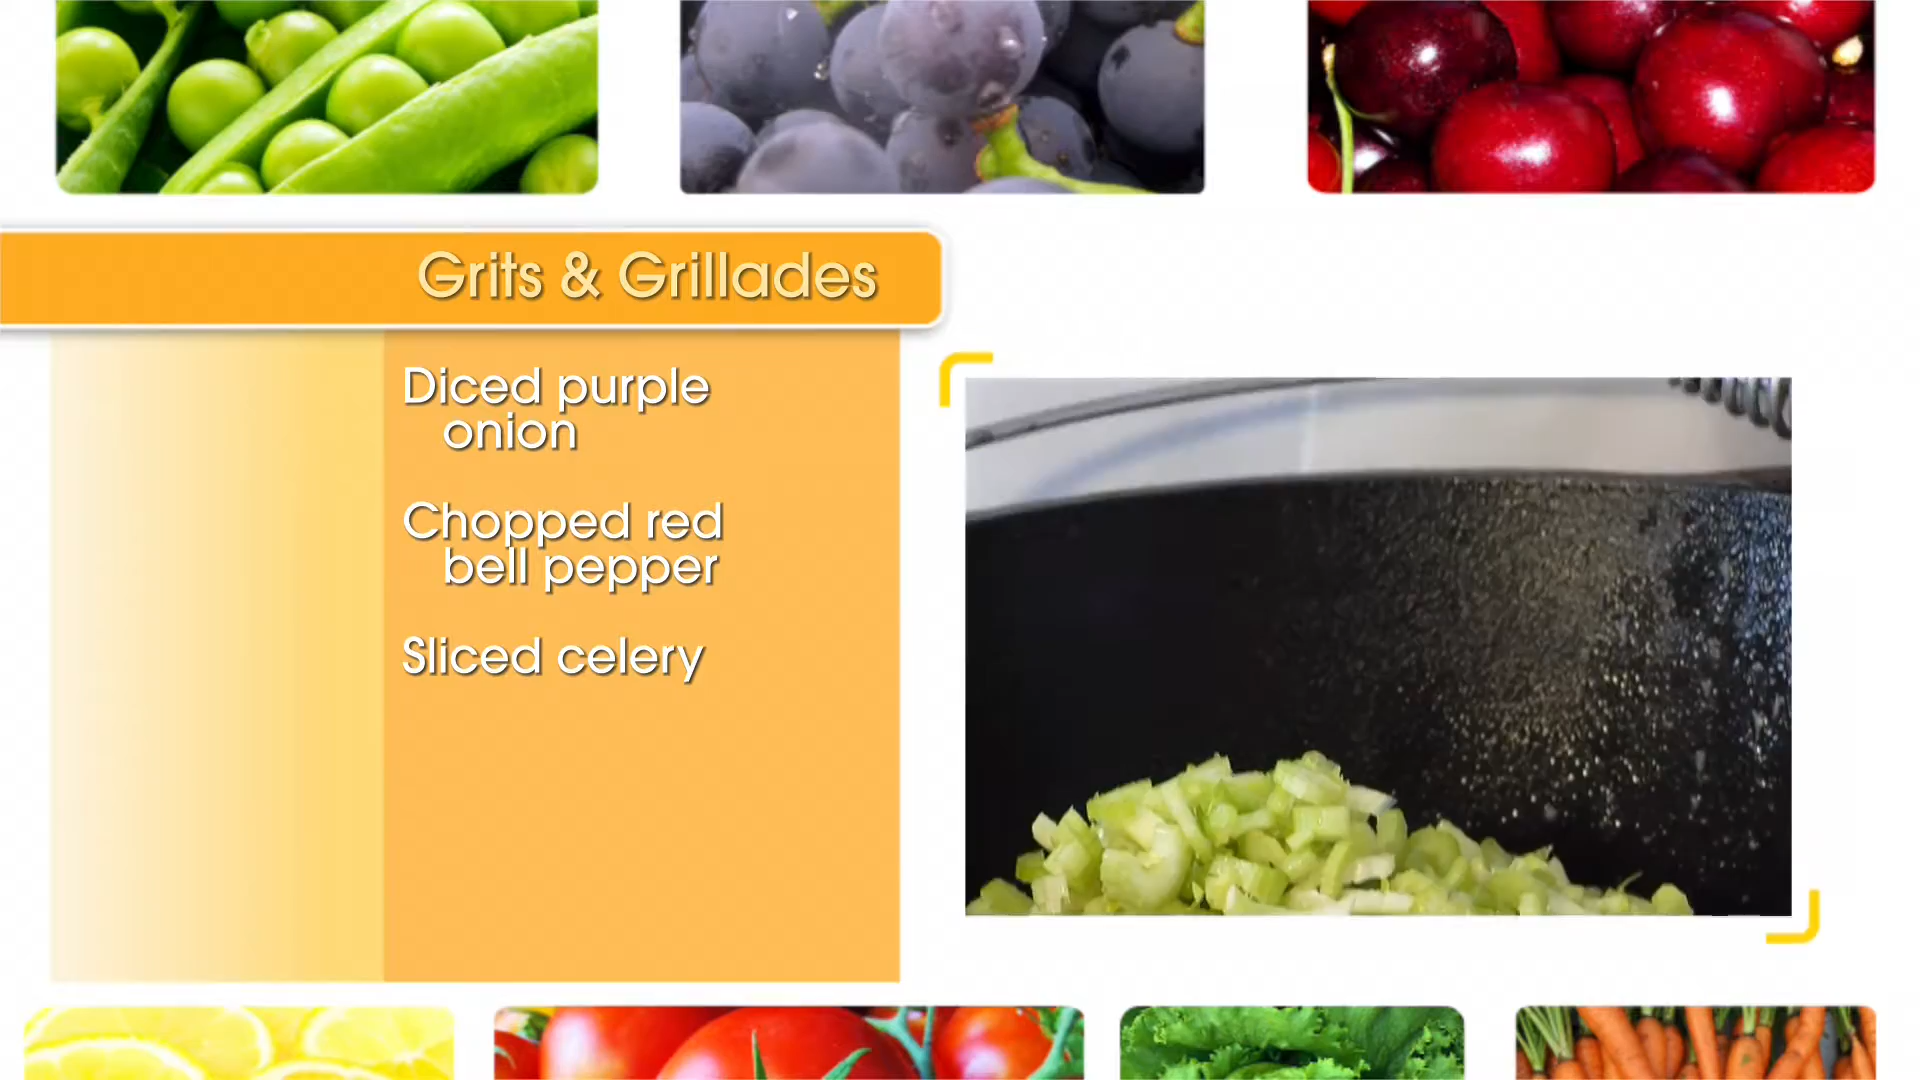 Grits & Grillades
Diced purple
onion
Chopped red
bell pepper
Sliced celery